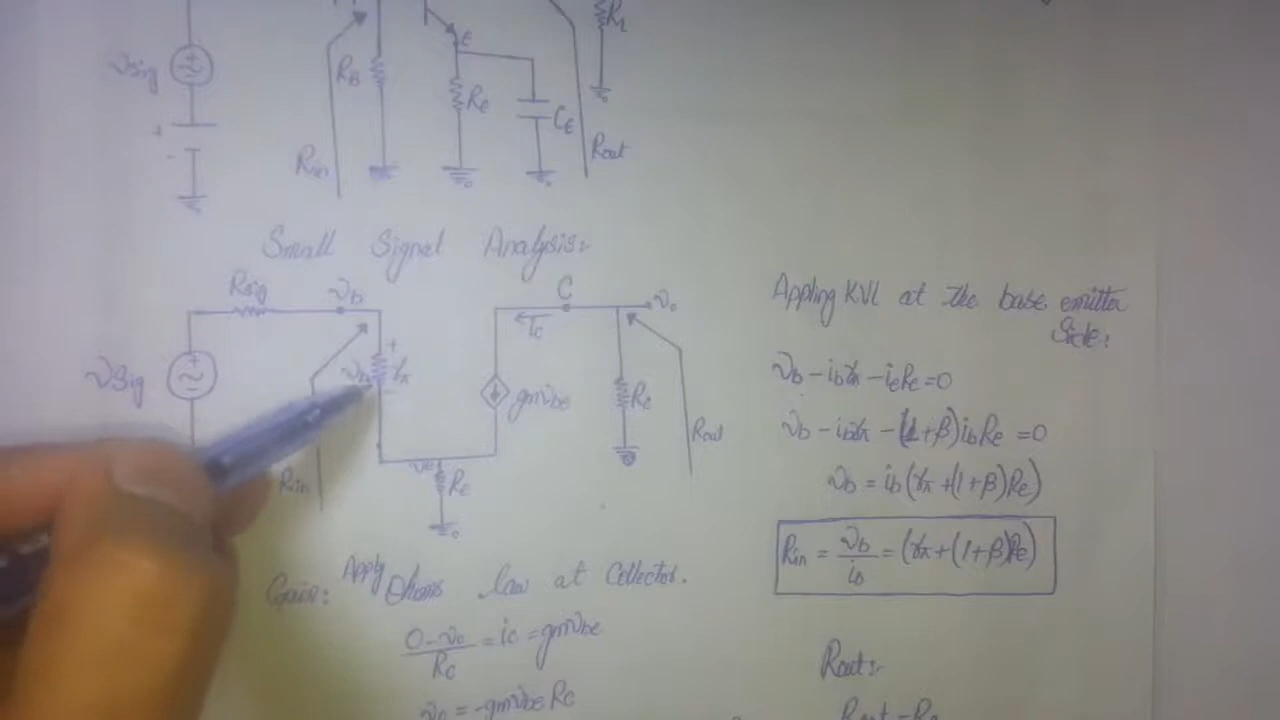 RL
E
vsig
+
-
RB
RE
CE
Rin
Rout
Small Signal Analysis:
Rsig
vb
C
vo
ic
vsig
+
rπ
gmvbe
Rc
Rout
Rin
ve
Re
Appling KVL at the base emitter
Side:
vb - ibrπ - ieRe = 0
vb - ibrπ - (1+β)ibRe = 0
vb = ib(rπ + (1+β)Re)
Rin = vb/ib = (rπ + (1+β)Re)
Gain: Apply Ohms law at Collector.
0-vo/Rc = ic = gmvbe
vo = -gmvbe Rc
Rout: